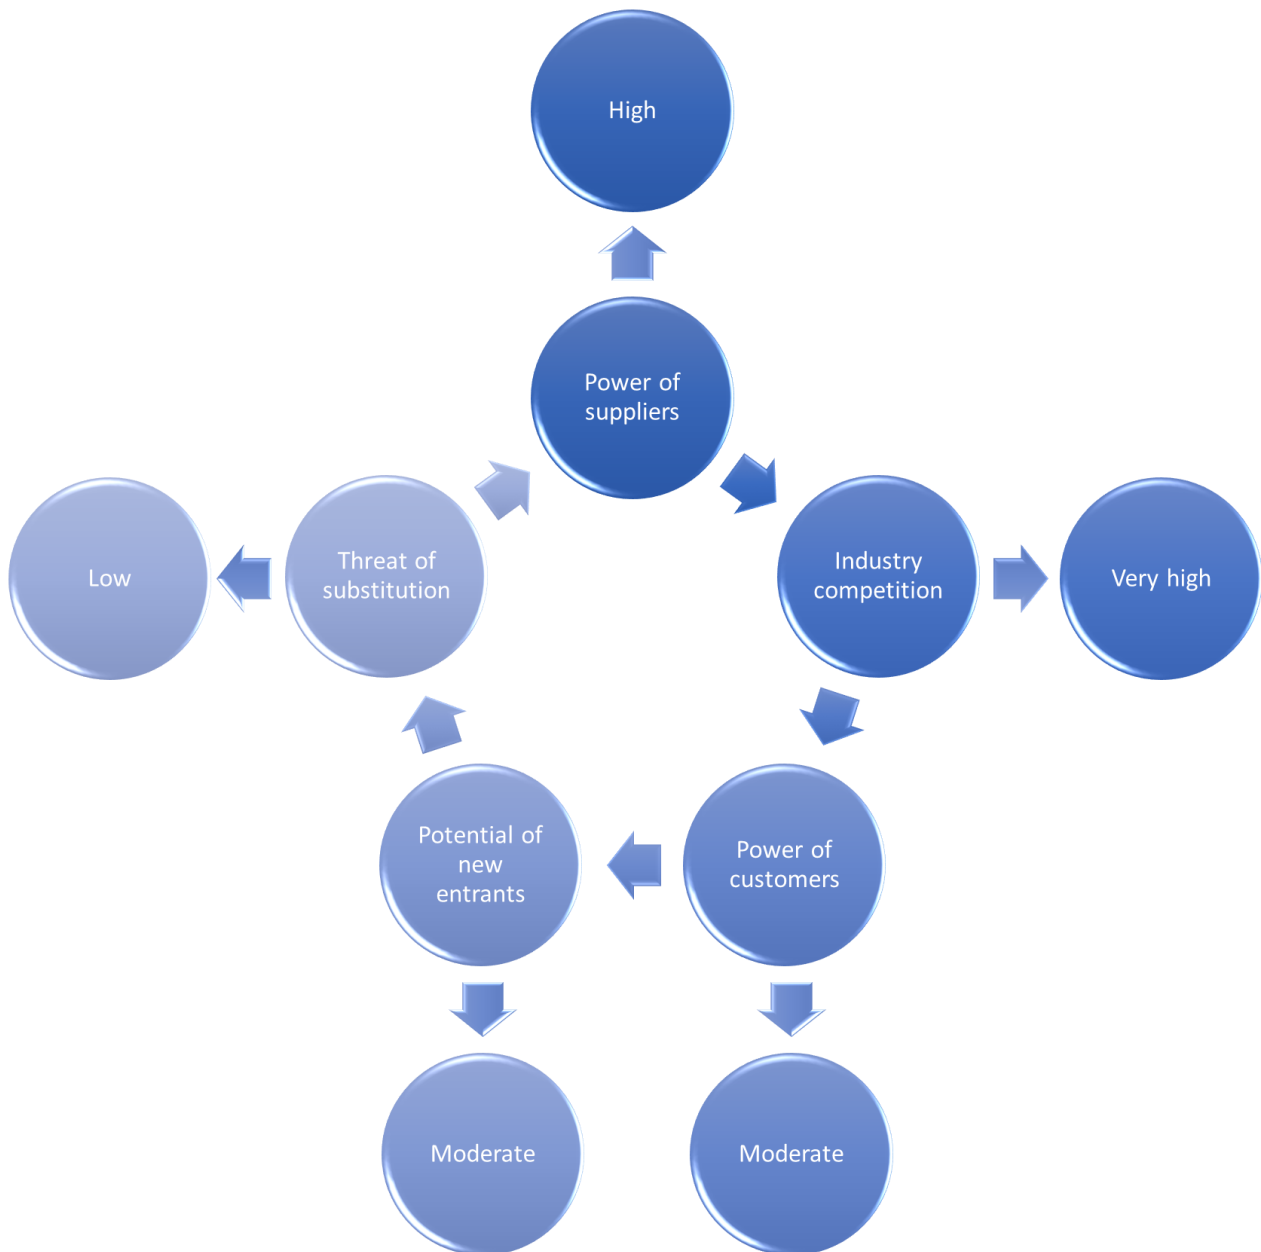 High
Power of
suppliers
Low
Threat of
substitution
Industry
competition
Very high
Potential of
new
entrants
Power of
customers
Moderate
Moderate